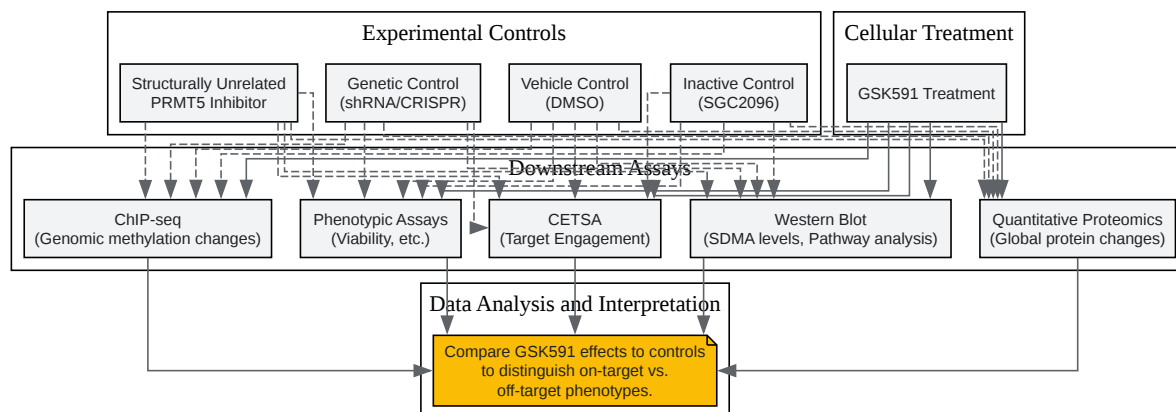 Experimental Controls
Cellular Treatment
Structurally Unrelated
PRMT5 Inhibitor
Genetic Control
(shRNA/CRISPR)
Vehicle Control
(DMSO)
Inactive Control
(SGC2096)
GSK591 Treatment
Downstream Assays
ChIP-seq
(Genomic methylation changes)
Phenotypic Assays
(Viability, etc.)
CETSA
(Target Engagement)
Western Blot
(SDMA levels, Pathway analysis)
Quantitative Proteomics
(Global protein changes)
Data Analysis and Interpretation
Compare GSK591 effects to controls
to distinguish on-target vs.
off-target phenotypes.